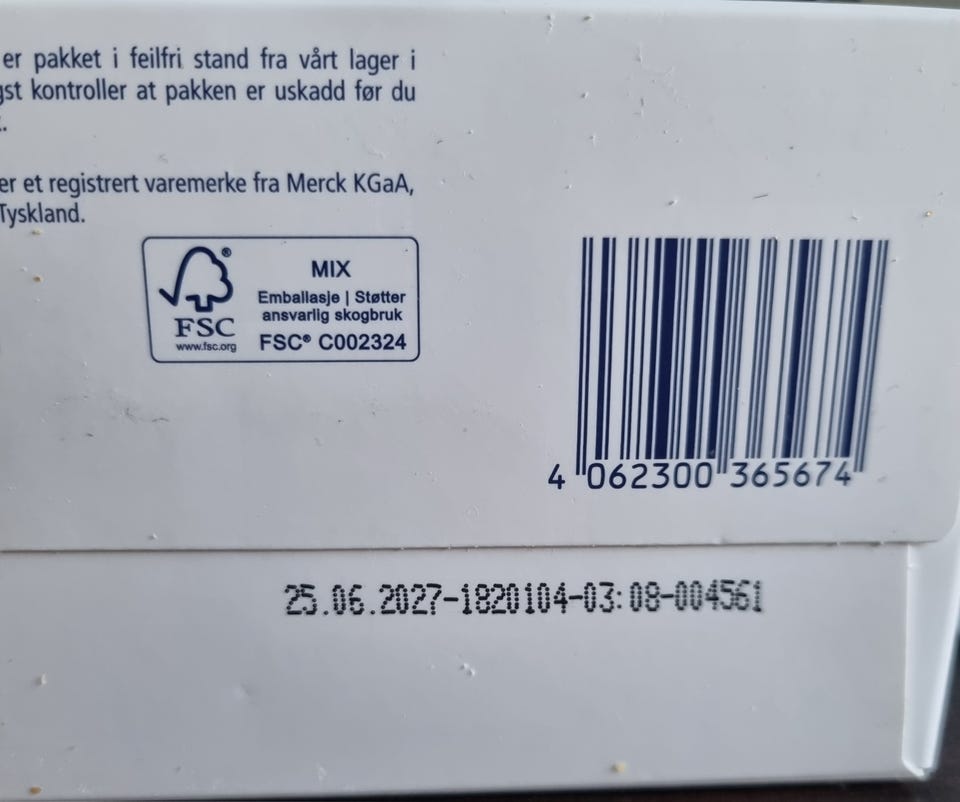 er pakket i feilfri stand fra vårt lager i
kontroller at pakken er uskadd før du
er et registrert varemerke fra Merck KGaA,
Tyskland.
FSC®
www.fsc.org
MIX
Emballasje | Støtter
ansvarlig skogbruk
FSC® C002324
4 062300 365674
25.06.2027-1820104-03:08-004561